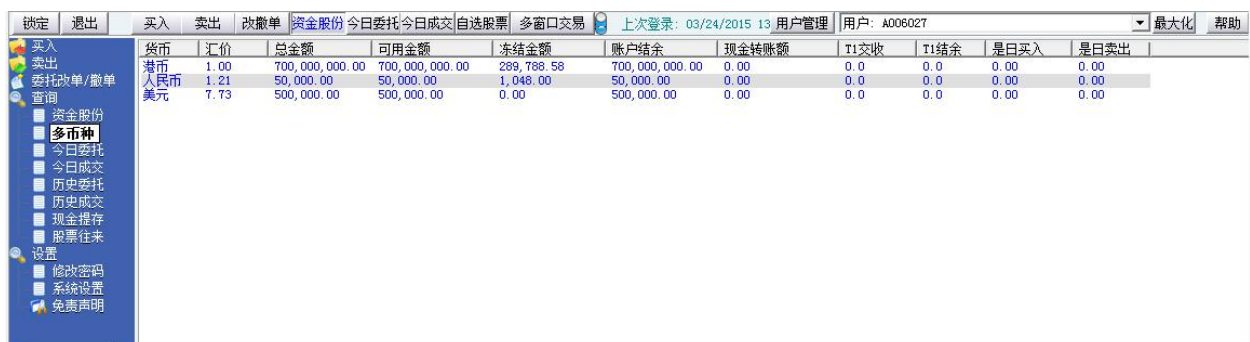 锁定 退出 买入 卖出 改撤单 资金股份 今日委托 今日成交 自选股票 多窗口交易 上次登录: 03/24/2015 13 用户管理 用户: A006027 最大化 帮助
买入
卖出
委托改单/撤单
查询
资金股份
多币种
今日委托
今日成交
历史委托
历史成交
现金提存
股票往来
设置
修改密码
系统设置
免责声明
货币 汇价 总金额 可用金额 冻结金额 账户结余 现金转账额 T1交收 T1结余 是日买入 是日卖出
港币 1.00 700,000,000.00 700,000,000.00 289,788.58 700,000,000.00 0.00 0.0 0.0 0.00 0.00
人民币 1.21 50,000.00 50,000.00 1,048.00 50,000.00 0.00 0.0 0.0 0.00 0.00
美元 7.73 500,000.00 500,000.00 0.00 500,000.00 0.00 0.0 0.0 0.00 0.00